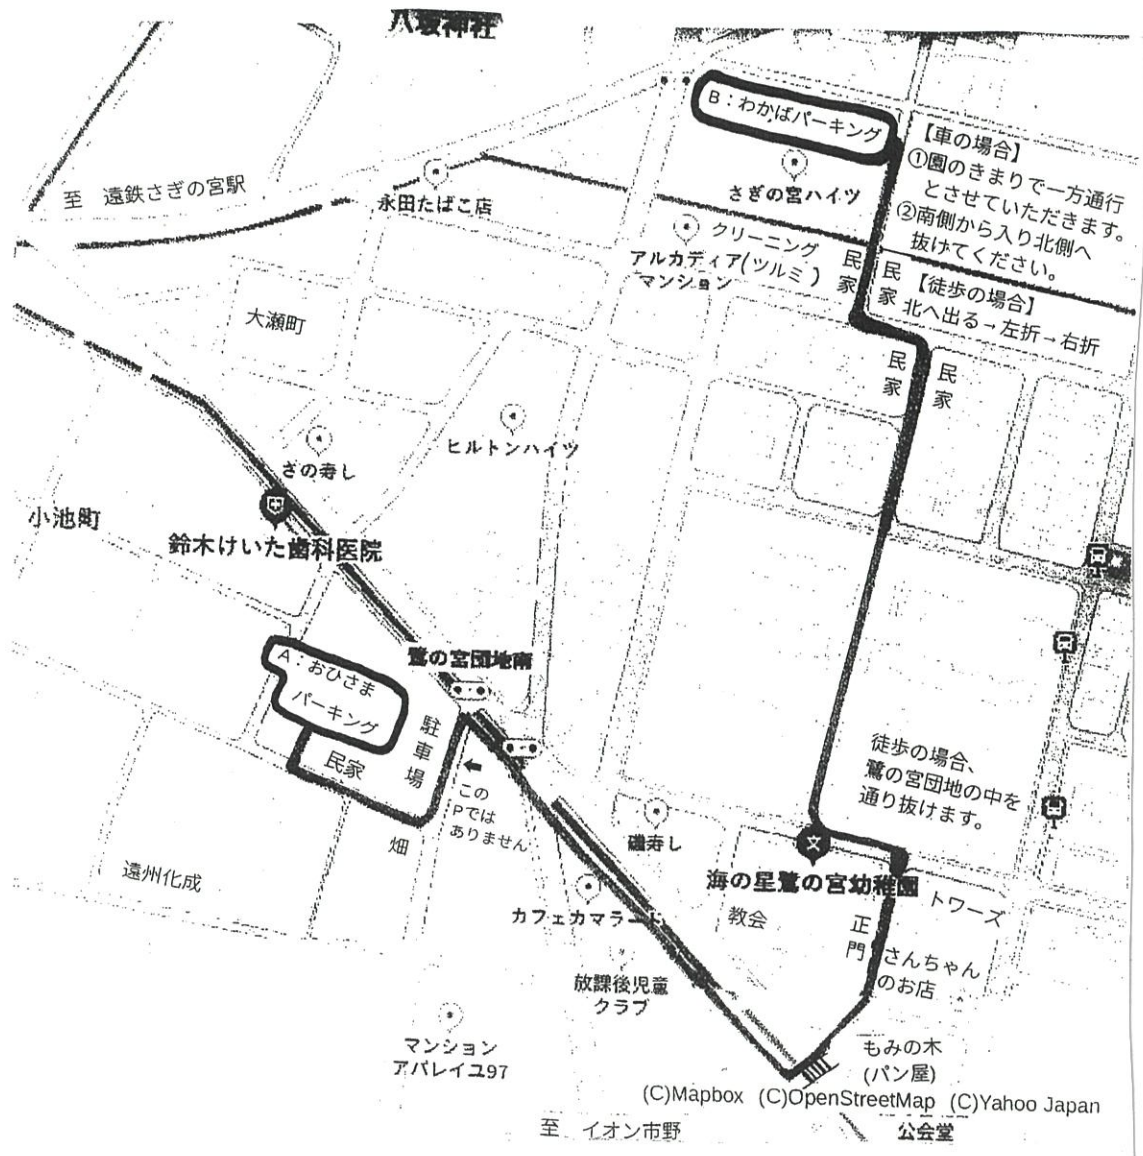 八坂神社
B：わかばパーキング
【車の場合】
①園のきまりで一方通行
とさせていただきます。
②南側から入り北側へ
抜けてください。
至　遠鉄さぎの宮駅
永田たばこ店
さぎの宮ハイツ
クリーニング
(ツルミ)
アルカディア
マンション
民家
民家
【徒歩の場合】
北へ出る→左折→右折
大瀬町
民家
民家
ヒルトンハイツ
ざの寿し
小池町
鈴木けいた歯科医院
鷺の宮団地南
A：おひさま
パーキング
駐車場
民家
この
Pでは
ありません
畑
徒歩の場合、
鷺の宮団地の中を
通り抜けます。
磯寿し
文
海の星鷺の宮幼稚園
遠州化成
カフェカマラード
教会
正門
トワーズ
さんちゃん
のお店
放課後児童
クラブ
マンション
アバレイユ97
もみの木
(パン屋)
(C)Mapbox (C)OpenStreetMap (C)Yahoo Japan
至　イオン市野
公会堂